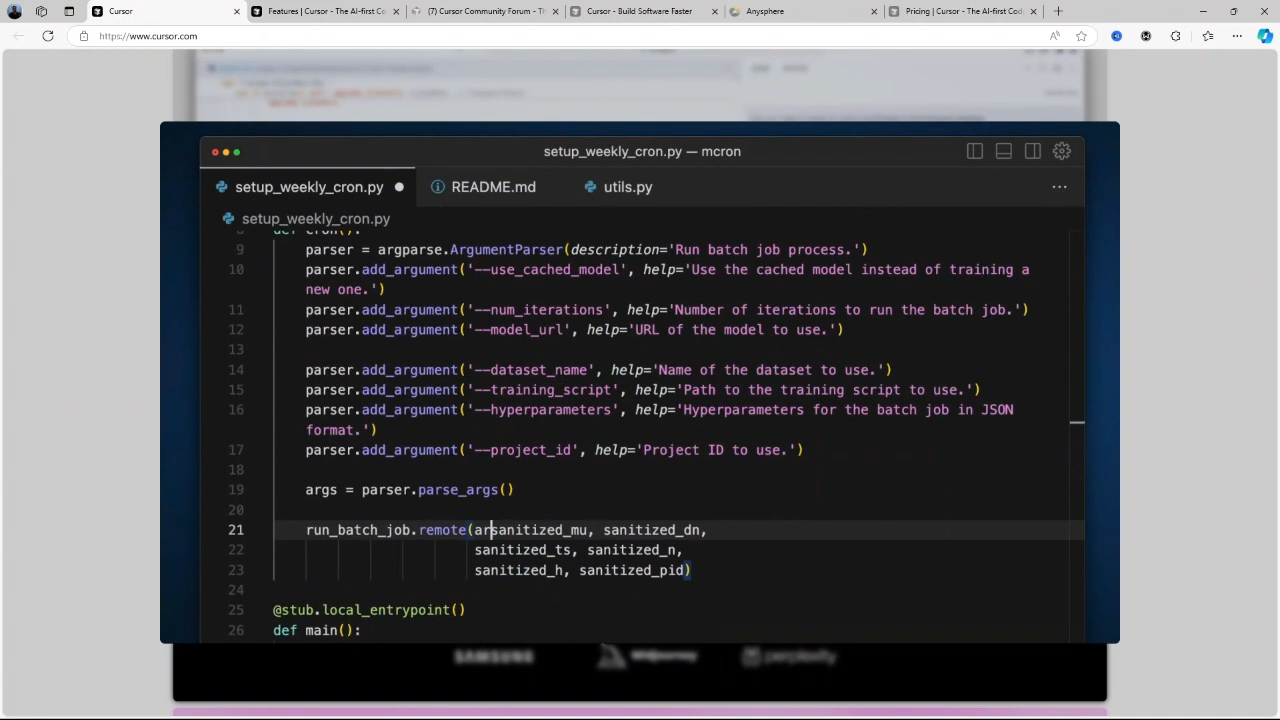 Cursor
Features | Cursor - The AI-first Co
(7) Cursor Community Forum - Th
Cursor - Build Software Faster
Anysphere
Pricing | Cursor - The AI-first Code
https://www.cursor.com
setup_weekly_cron.py — mcron
setup_weekly_cron.py
README.md
utils.py
setup_weekly_cron.py
8 def cron():
9 parser = argparse.ArgumentParser(description='Run batch job process.')
10 parser.add_argument('--use_cached_model', help='Use the cached model instead of training a
new one.')
11 parser.add_argument('--num_iterations', help='Number of iterations to run the batch job.')
12 parser.add_argument('--model_url', help='URL of the model to use.')
13
14 parser.add_argument('--dataset_name', help='Name of the dataset to use.')
15 parser.add_argument('--training_script', help='Path to the training script to use.')
16 parser.add_argument('--hyperparameters', help='Hyperparameters for the batch job in JSON
format.')
17 parser.add_argument('--project_id', help='Project ID to use.')
18
19 args = parser.parse_args()
20
21 run_batch_job.remote(arsanitized_mu, sanitized_dn,
22 sanitized_ts, sanitized_n,
23 sanitized_h, sanitized_pid)
24
25 @stub.local_entrypoint()
26 def main():
SAMSUNG Midjourney perplexity